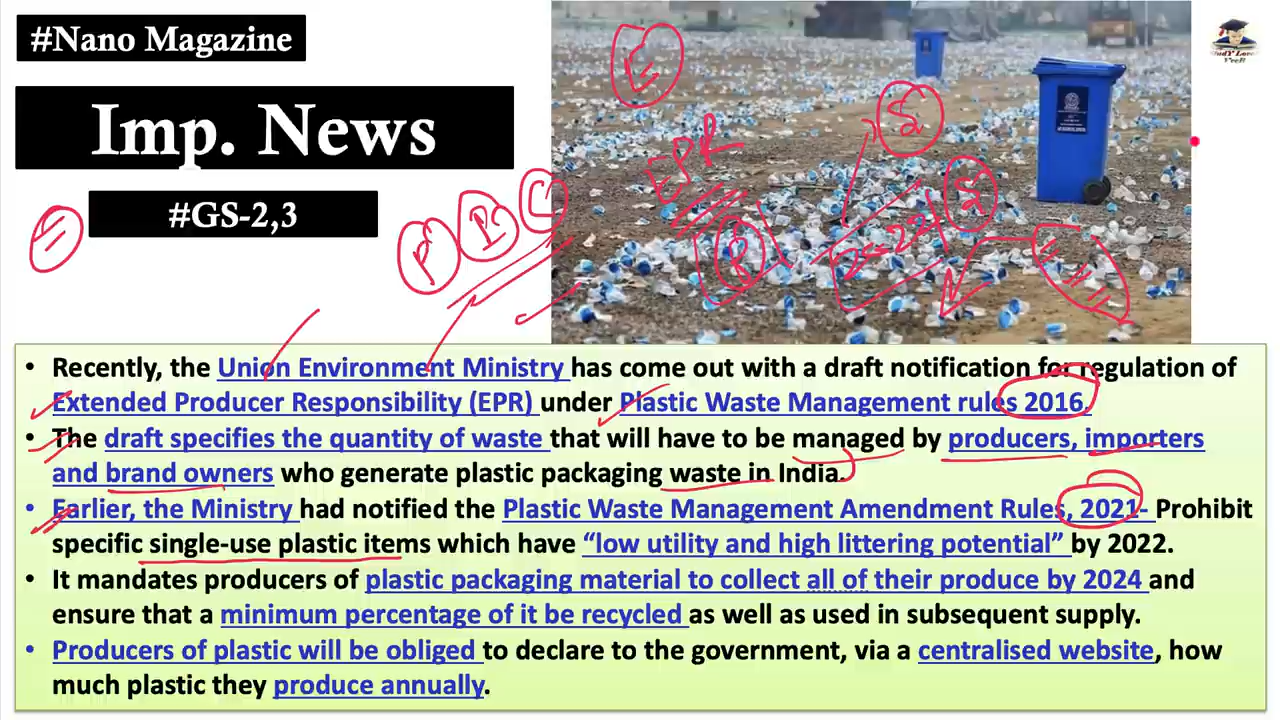 #Nano Magazine
Imp. News
#GS-2,3
E
EPR
P
B
C
R
2022
• Recently, the Union Environment Ministry has come out with a draft notification for regulation of
Extended Producer Responsibility (EPR) under Plastic Waste Management rules 2016.
• The draft specifies the quantity of waste that will have to be managed by producers, importers
and brand owners who generate plastic packaging waste in India.
• Earlier, the Ministry had notified the Plastic Waste Management Amendment Rules, 2021- Prohibit
specific single-use plastic items which have “low utility and high littering potential” by 2022.
• It mandates producers of plastic packaging material to collect all of their produce by 2024 and
ensure that a minimum percentage of it be recycled as well as used in subsequent supply.
• Producers of plastic will be obliged to declare to the government, via a centralised website, how
much plastic they produce annually.